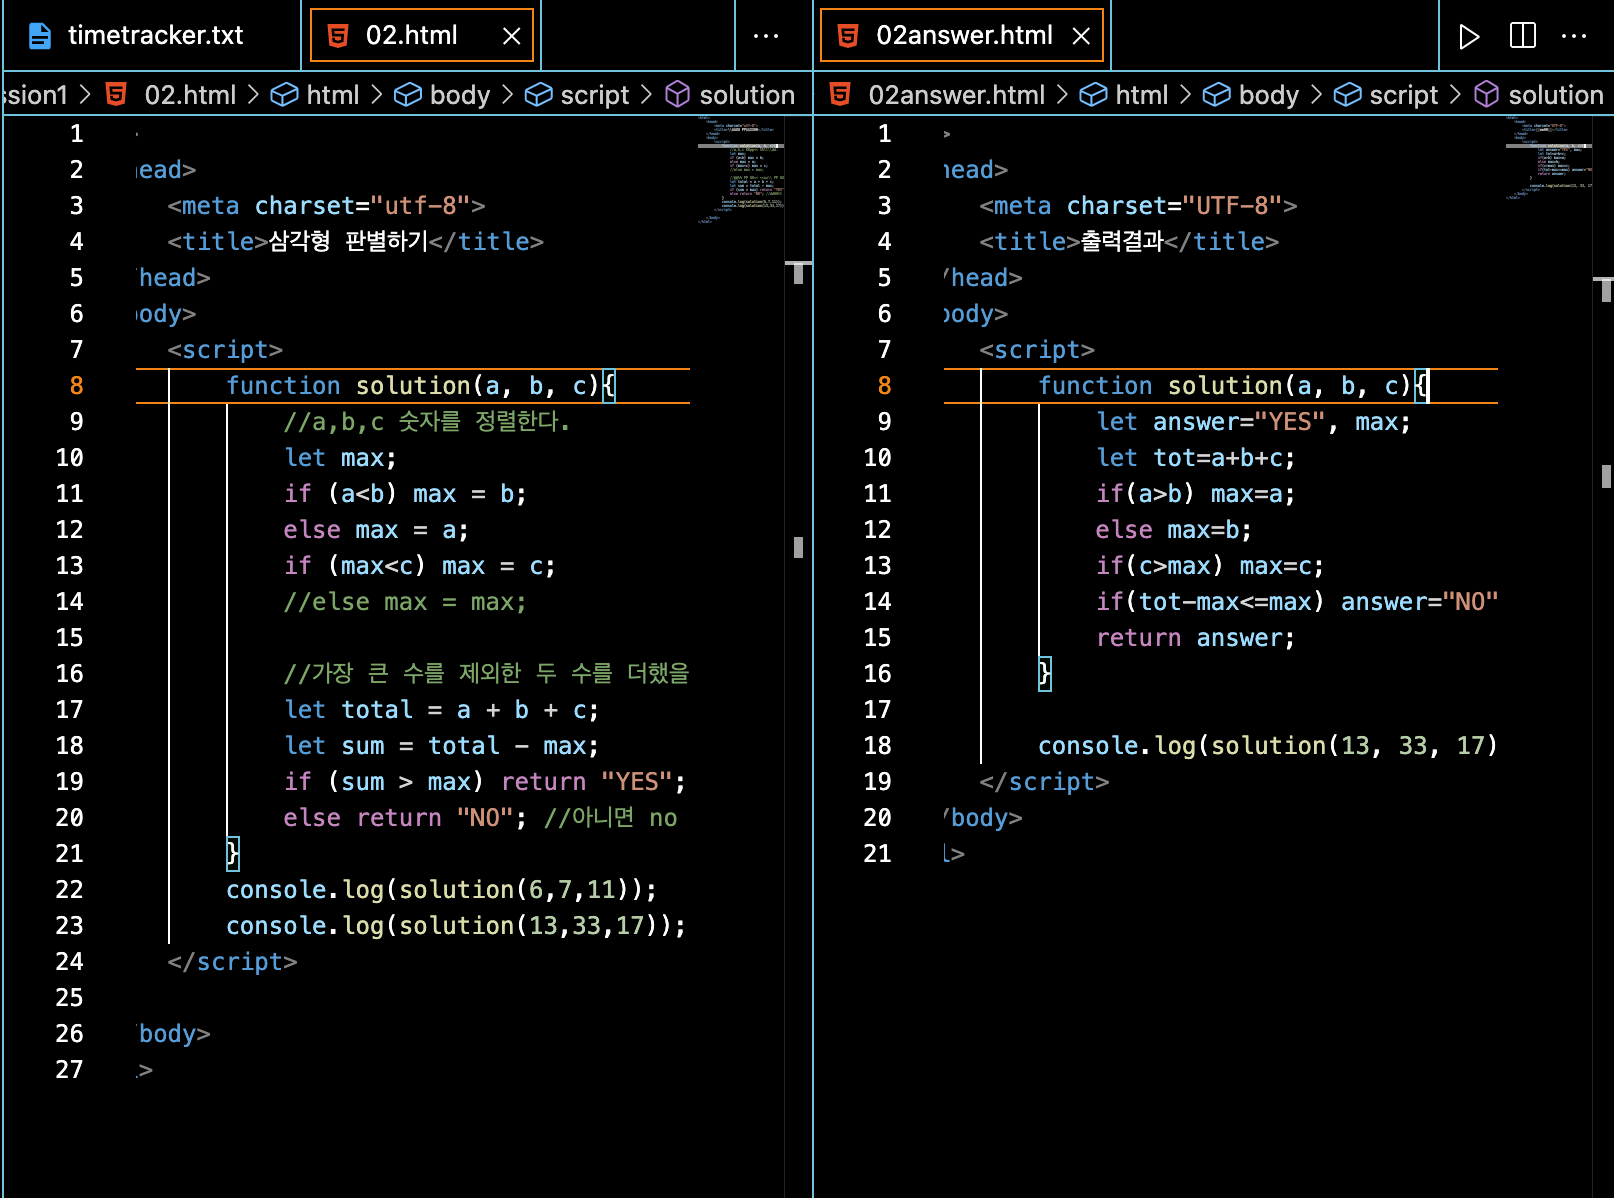 timetracker.txt
02.html
02answer.html
ssion1 > 02.html > html > body > script > solution
02answer.html > html > body > script > solution
1
2 head>
3 <meta charset="utf-8">
4 <title>삼각형 판별하기</title>
5 /head>
6 body>
7 <script>
8 function solution(a, b, c){
9 //a,b,c 숫자를 정렬한다.
10 let max;
11 if (a<b) max = b;
12 else max = a;
13 if (max<c) max = c;
14 //else max = max;
15
16 //가장 큰 수를 제외한 두 수를 더했을
17 let total = a + b + c;
18 let sum = total - max;
19 if (sum > max) return "YES";
20 else return "NO"; //아니면 no
21 }
22 console.log(solution(6,7,11));
23 console.log(solution(13,33,17));
24 </script>
25
26 /body>
27 >
1 >
2 head>
3 <meta charset="UTF-8">
4 <title>출력결과</title>
5 /head>
6 body>
7 <script>
8 function solution(a, b, c){
9 let answer="YES", max;
10 let tot=a+b+c;
11 if(a>b) max=a;
12 else max=b;
13 if(c>max) max=c;
14 if(tot-max<=max) answer="NO"
15 return answer;
16 }
17
18 console.log(solution(13, 33, 17)
19 </script>
20 /body>
21 l>